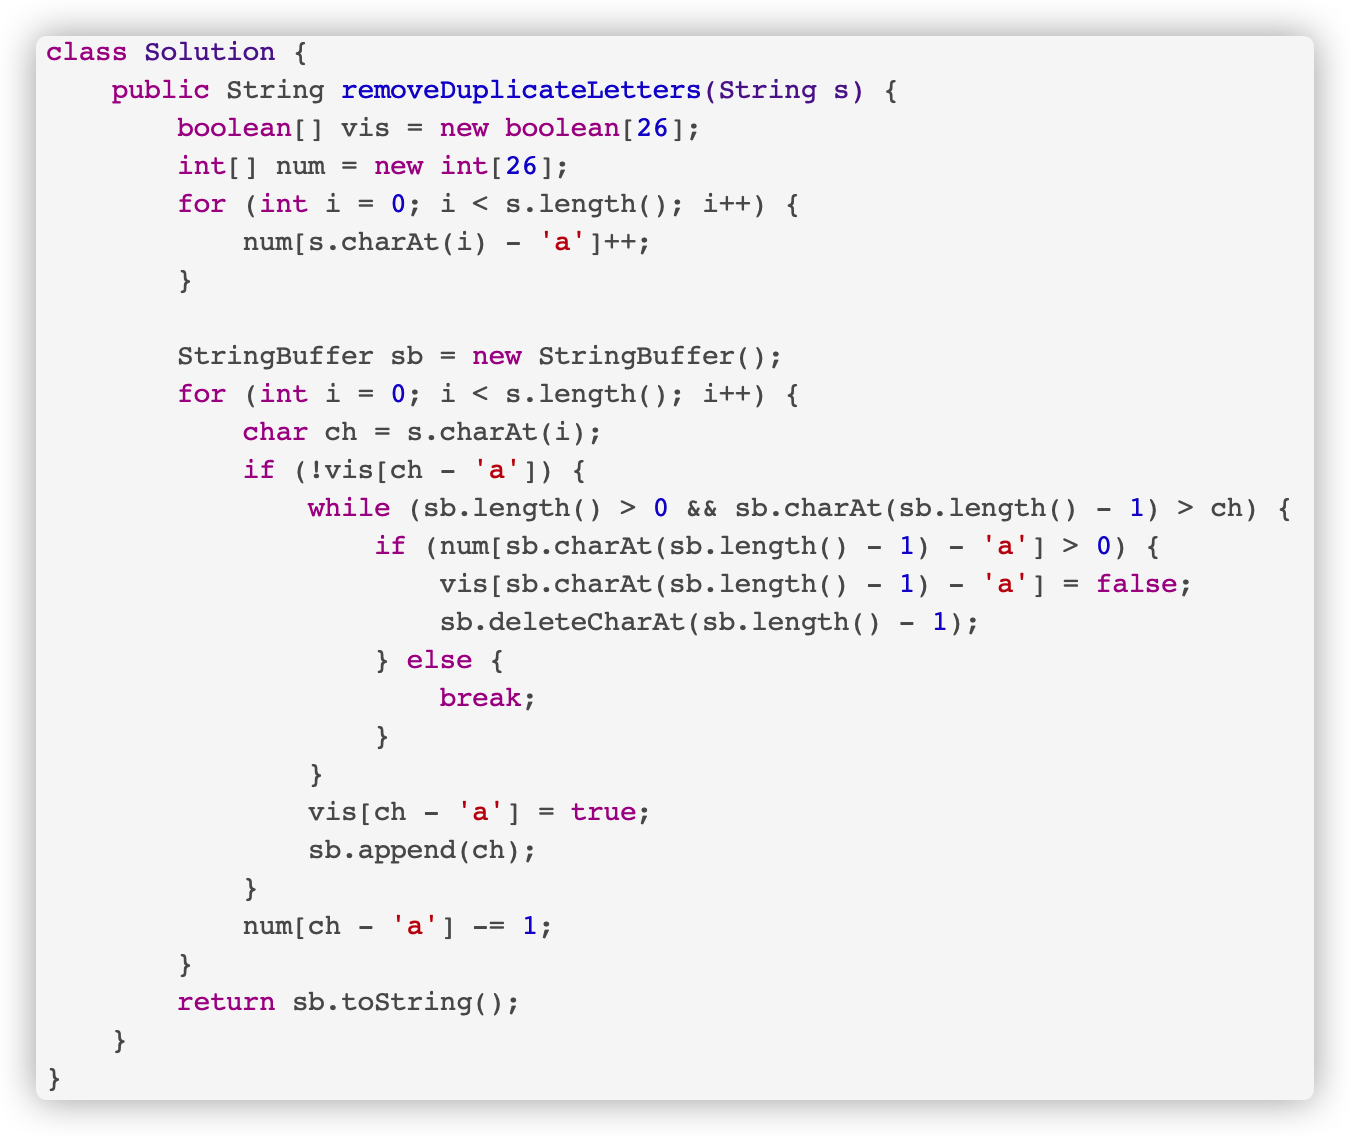 class Solution {
    public String removeDuplicateLetters(String s) {
        boolean[] vis = new boolean[26];
        int[] num = new int[26];
        for (int i = 0; i < s.length(); i++) {
            num[s.charAt(i) - 'a']++;
        }

        StringBuffer sb = new StringBuffer();
        for (int i = 0; i < s.length(); i++) {
            char ch = s.charAt(i);
            if (!vis[ch - 'a']) {
                while (sb.length() > 0 && sb.charAt(sb.length() - 1) > ch) {
                    if (num[sb.charAt(sb.length() - 1) - 'a'] > 0) {
                        vis[sb.charAt(sb.length() - 1) - 'a'] = false;
                        sb.deleteCharAt(sb.length() - 1);
                    } else {
                        break;
                    }
                }
                vis[ch - 'a'] = true;
                sb.append(ch);
            }
            num[ch - 'a'] -= 1;
        }
        return sb.toString();
    }
}